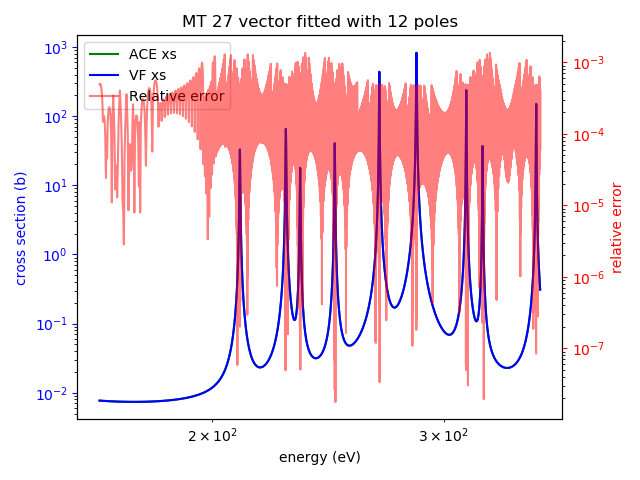 MT 27 vector fitted with 12 poles
ACE xs
VF xs
Relative error
cross section (b)
10³
10²
10¹
10⁰
10⁻¹
10⁻²
relative error
10⁻³
10⁻⁴
10⁻⁵
10⁻⁶
10⁻⁷
2 × 10²
3 × 10²
energy (eV)